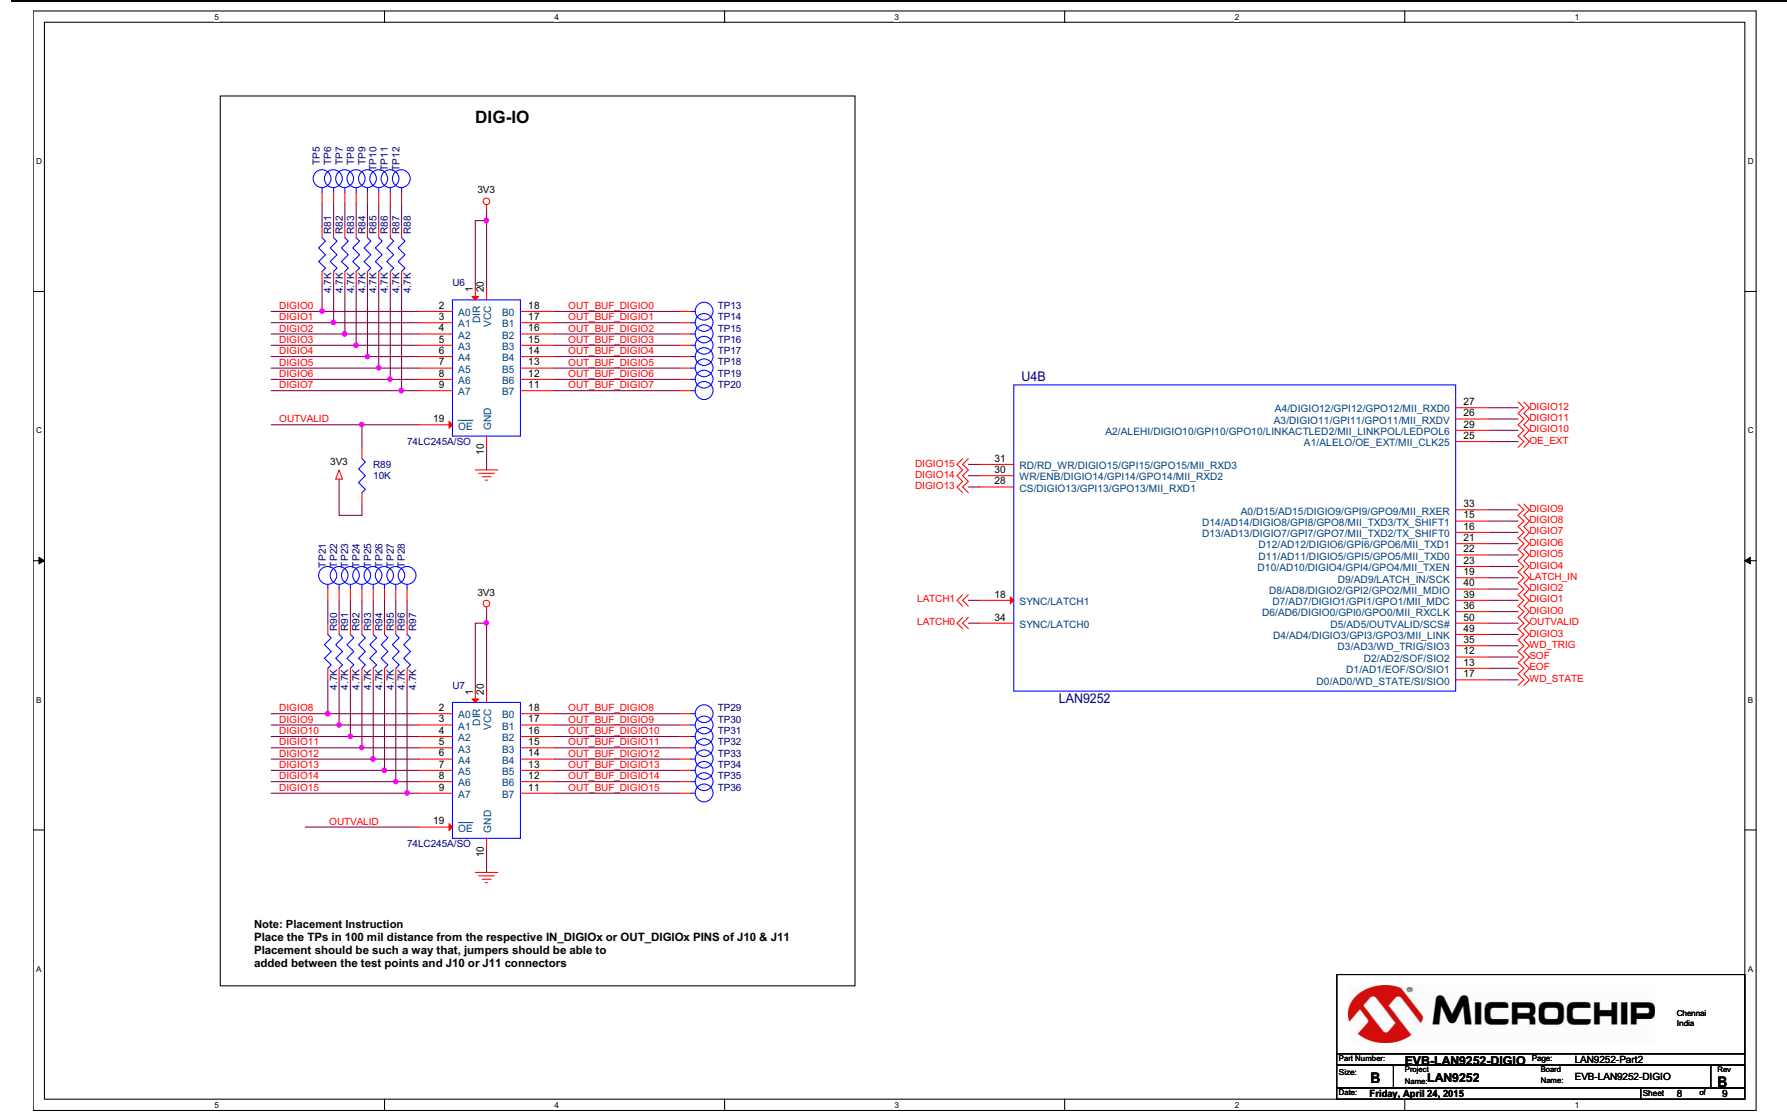 5 4 3 2 1
D D
C C
B B
A A
DIG-IO
TP5
TP6
TP7
TP8
TP9
TP10
TP11
TP12
3V3
R81
R82
R83
R84
R85
R86
R87
R88
4.7K
4.7K
4.7K
4.7K
4.7K
4.7K
4.7K
4.7K
U6
1
20
DIR
VCC
DIGIO0 2 A0 B0 18 OUT_BUF_DIGIO0 TP13
DIGIO1 3 A1 B1 17 OUT_BUF_DIGIO1 TP14
DIGIO2 4 A2 B2 16 OUT_BUF_DIGIO2 TP15
DIGIO3 5 A3 B3 15 OUT_BUF_DIGIO3 TP16
DIGIO4 6 A4 B4 14 OUT_BUF_DIGIO4 TP17
DIGIO5 7 A5 B5 13 OUT_BUF_DIGIO5 TP18
DIGIO6 8 A6 B6 12 OUT_BUF_DIGIO6 TP19
DIGIO7 9 A7 B7 11 OUT_BUF_DIGIO7 TP20
OUTVALID 19 OE GND
74LC245A/SO
10
3V3
R89
10K
TP21
TP22
TP23
TP24
TP25
TP26
TP27
TP28
3V3
R90
R91
R92
R93
R94
R95
R96
R97
4.7K
4.7K
4.7K
4.7K
4.7K
4.7K
4.7K
4.7K
U7
1
20
DIR
VCC
DIGIO8 2 A0 B0 18 OUT_BUF_DIGIO8 TP29
DIGIO9 3 A1 B1 17 OUT_BUF_DIGIO9 TP30
DIGIO10 4 A2 B2 16 OUT_BUF_DIGIO10 TP31
DIGIO11 5 A3 B3 15 OUT_BUF_DIGIO11 TP32
DIGIO12 6 A4 B4 14 OUT_BUF_DIGIO12 TP33
DIGIO13 7 A5 B5 13 OUT_BUF_DIGIO13 TP34
DIGIO14 8 A6 B6 12 OUT_BUF_DIGIO14 TP35
DIGIO15 9 A7 B7 11 OUT_BUF_DIGIO15 TP36
OUTVALID 19 OE GND
74LC245A/SO
10
Note: Placement Instruction
Place the TPs in 100 mil distance from the respective IN_DIGIOx or OUT_DIGIOx PINS of J10 & J11
Placement should be such a way that, jumpers should be able to
added between the test points and J10 or J11 connectors
U4B
A4/DIGIO12/GPI12/GPO12/MII_RXD0 27 DIGIO12
A3/DIGIO11/GPI11/GPO11/MII_RXDV 26 DIGIO11
A2/ALEHI/DIGIO10/GPI10/GPO10/LINKACTLED2/MII_LINKPOL/LEDPOL6 29 DIGIO10
A1/ALELO/OE_EXT/MII_CLK25 25 OE_EXT
DIGIO15 31 RD/RD_WR/DIGIO15/GPI15/GPO15/MII_RXD3
DIGIO14 30 WR/ENB/DIGIO14/GPI14/GPO14/MII_RXD2
DIGIO13 28 CS/DIGIO13/GPI13/GPO13/MII_RXD1
A0/D15/AD15/DIGIO9/GPI9/GPO9/MII_RXER 33 DIGIO9
D14/AD14/DIGIO8/GPI8/GPO8/MII_TXD3/TX_SHIFT1 15 DIGIO8
D13/AD13/DIGIO7/GPI7/GPO7/MII_TXD2/TX_SHIFT0 16 DIGIO7
D12/AD12/DIGIO6/GPI6/GPO6/MII_TXD1 21 DIGIO6
D11/AD11/DIGIO5/GPI5/GPO5/MII_TXD0 22 DIGIO5
D10/AD10/DIGIO4/GPI4/GPO4/MII_TXEN 23 DIGIO4
D9/AD9/LATCH_IN/SCK 19 LATCH_IN
D8/AD8/DIGIO2/GPI2/GPO2/MII_MDIO 40 DIGIO2
LATCH1 18 SYNC/LATCH1 D7/AD7/DIGIO1/GPI1/GPO1/MII_MDC 39 DIGIO1
D6/AD6/DIGIO0/GPI0/GPO0/MII_RXCLK 36 DIGIO0
LATCH0 34 SYNC/LATCH0 D5/AD5/OUTVALID/SCS# 50 OUTVALID
D4/AD4/DIGIO3/GPI3/GPO3/MII_LINK 49 DIGIO3
D3/AD3/WD_TRIG/SIO3 35 WD_TRIG
D2/AD2/SOF/SIO2 12 SOF
D1/AD1/EOF/SO/SIO1 13 EOF
D0/AD0/WD_STATE/SI/SIO0 17 WD_STATE
LAN9252
MICROCHIP ®
Chennai
India
Part Number: EVB-LAN9252-DIGIO Page: LAN9252-Part2
Size: B Project Name: LAN9252 Board Name: EVB-LAN9252-DIGIO Rev B
Date: Friday, April 24, 2015 Sheet 8 of 9
5 4 3 2 1